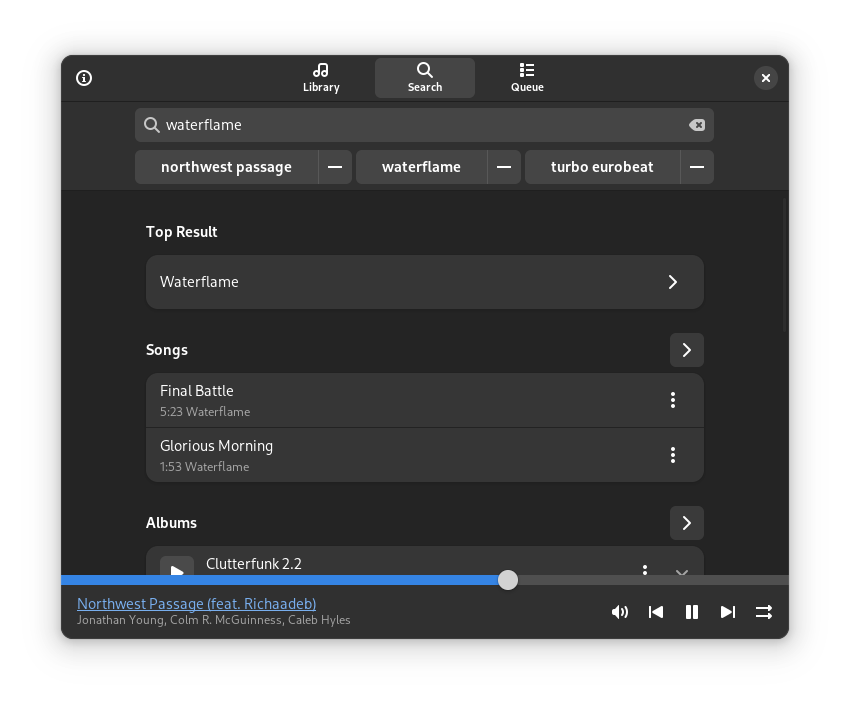 Library
Search
Queue
waterflame
northwest passage
waterflame
turbo eurobeat
Top Result
Waterflame
Songs
Final Battle
5:23 Waterflame
Glorious Morning
1:53 Waterflame
Albums
Clutterfunk 2.2
Northwest Passage (feat. Richaadeb)
Jonathan Young, Colm R. McGuinness, Caleb Hyles